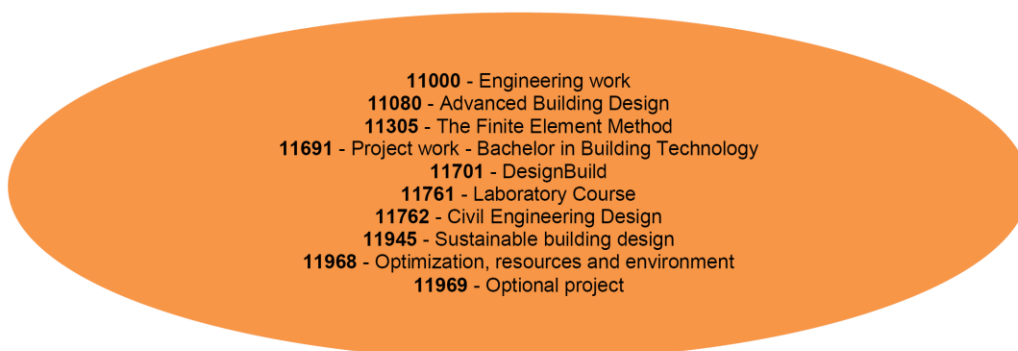 11000 - Engineering work
11080 - Advanced Building Design
11305 - The Finite Element Method
11691 - Project work - Bachelor in Building Technology
11701 - DesignBuild
11761 - Laboratory Course
11762 - Civil Engineering Design
11945 - Sustainable building design
11968 - Optimization, resources and environment
11969 - Optional project